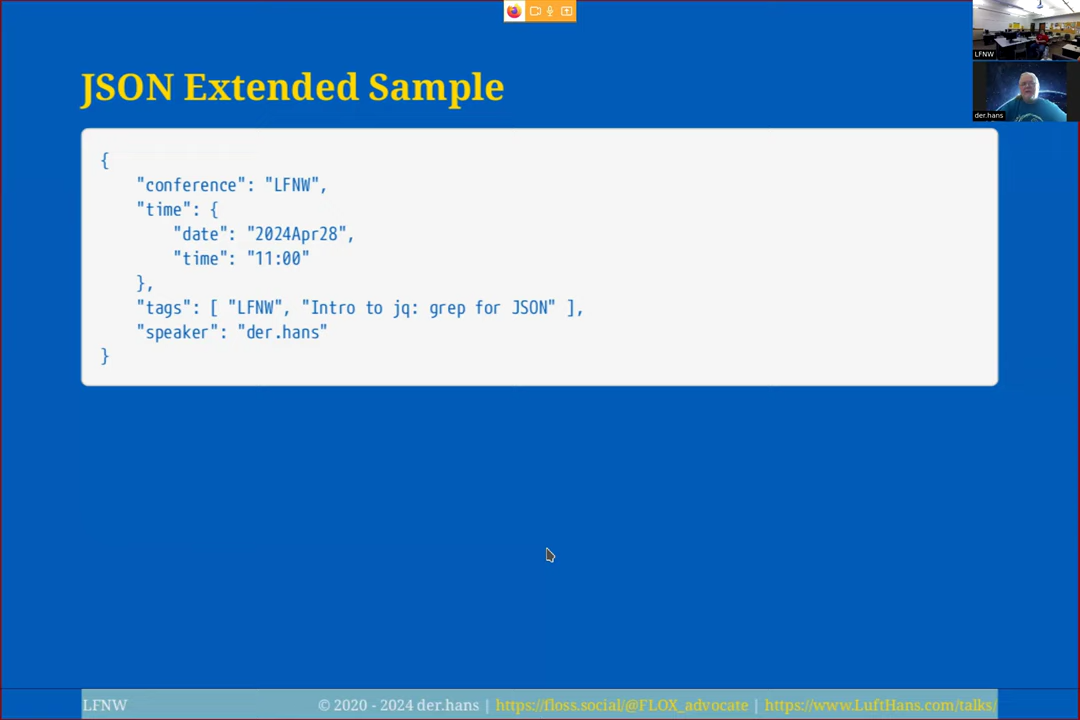 JSON Extended Sample
{
    "conference": "LFNW",
    "time": {
        "date": "2024Apr28",
        "time": "11:00"
    },
    "tags": [ "LFNW", "Intro to jq: grep for JSON" ],
    "speaker": "der.hans"
}
LFNW
der.hans
LFNW © 2020 - 2024 der.hans | https://floss.social/@FLOX_advocate | https://www.LuftHans.com/talks